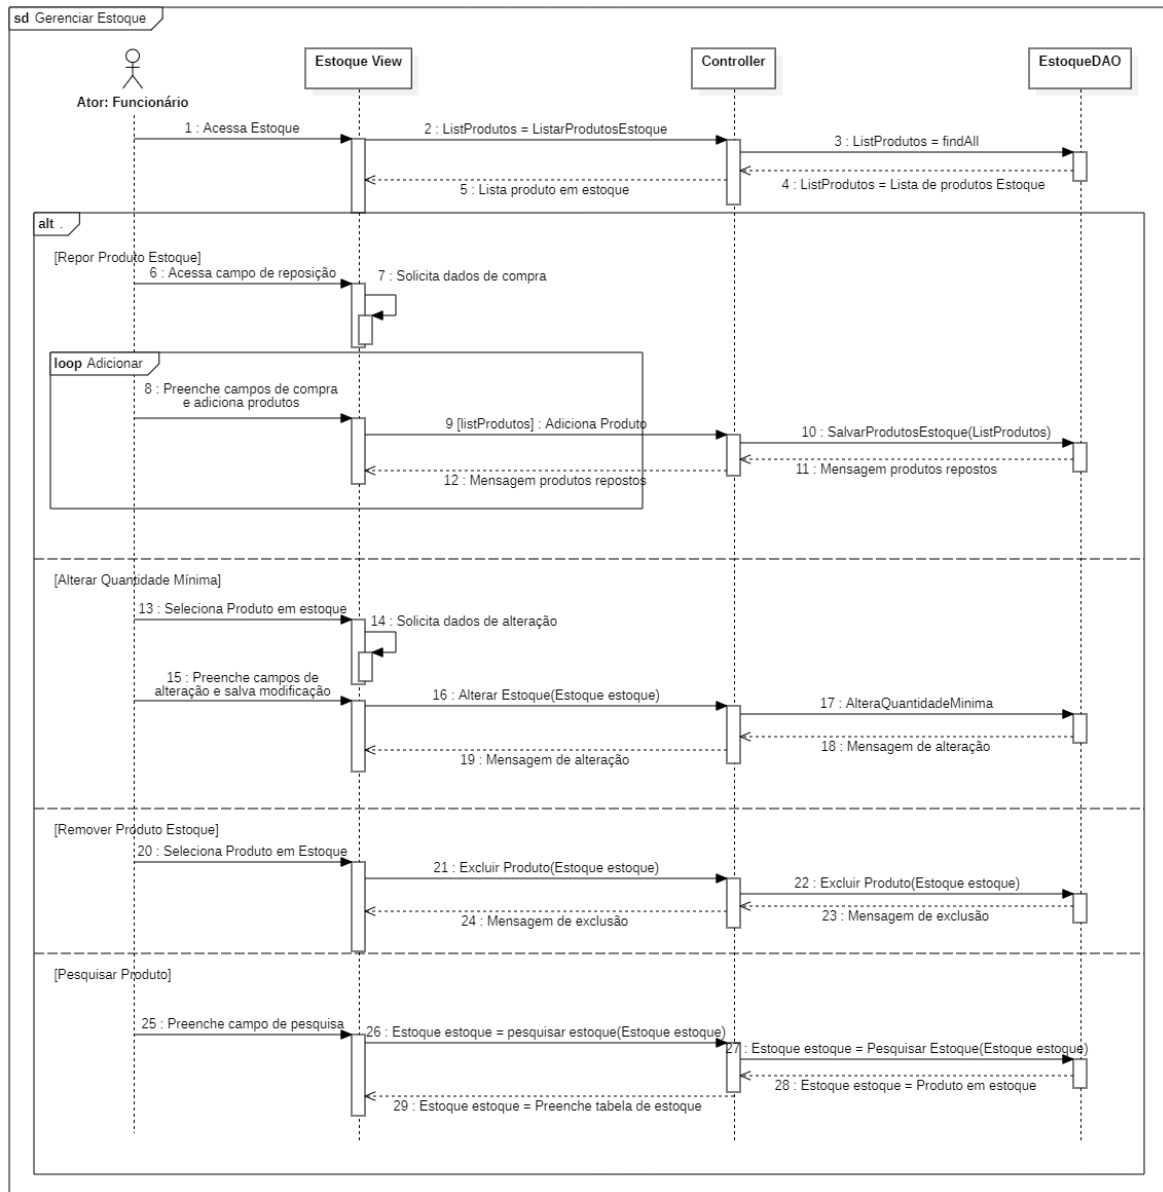 sd Gerenciar Estoque
Estoque View
Controller
EstoqueDAO
Ator: Funcionário
1 : Acessa Estoque
2 : ListProdutos = ListarProdutosEstoque
3 : ListProdutos = findAll
4 : ListProdutos = Lista de produtos Estoque
5 : Lista produto em estoque
alt .
[Repor Produto Estoque]
6 : Acessa campo de reposição
7 : Solicita dados de compra
loop Adicionar
8 : Preenche campos de compra
e adiciona produtos
9 [listProdutos] : Adiciona Produto
10 : SalvarProdutosEstoque(ListProdutos)
11 : Mensagem produtos repostos
12 : Mensagem produtos repostos
[Alterar Quantidade Mínima]
13 : Seleciona Produto em estoque
14 : Solicita dados de alteração
15 : Preenche campos de
alteração e salva modificação
16 : Alterar Estoque(Estoque estoque)
17 : AlteraQuantidadeMinima
18 : Mensagem de alteração
19 : Mensagem de alteração
[Remover Produto Estoque]
20 : Seleciona Produto em Estoque
21 : Excluir Produto(Estoque estoque)
22 : Excluir Produto(Estoque estoque)
23 : Mensagem de exclusão
24 : Mensagem de exclusão
[Pesquisar Produto]
25 : Preenche campo de pesquisa
26 : Estoque estoque = pesquisar estoque(Estoque estoque)
27 : Estoque estoque = Pesquisar Estoque(Estoque estoque)
28 : Estoque estoque = Produto em estoque
29 : Estoque estoque = Preenche tabela de estoque